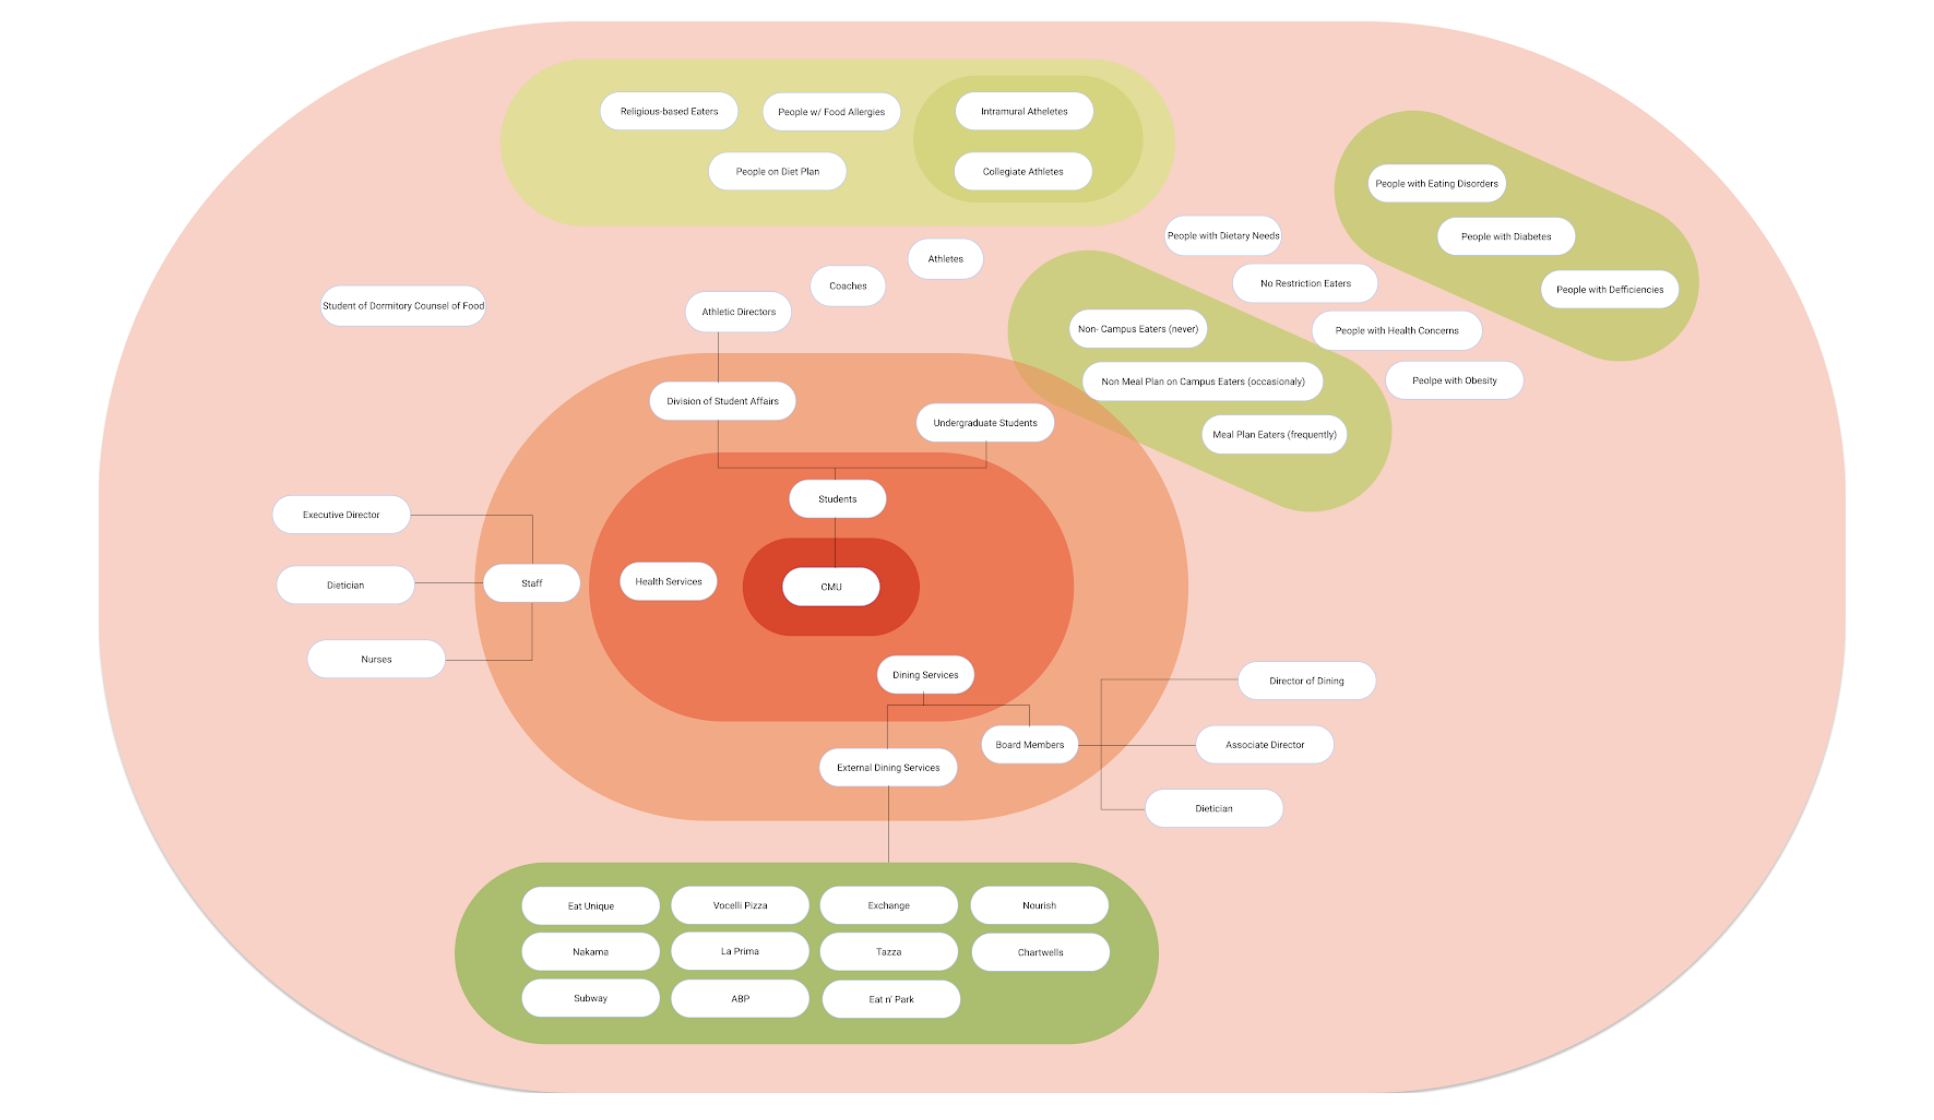 Religious-based Eaters
People w/ Food Allergies
Intramural Atheletes
People on Diet Plan
Collegiate Athletes
People with Eating Disorders
People with Diabetes
People with Defficiencies
People with Dietary Needs
No Restriction Eaters
People with Health Concerns
Peolpe with Obesity
Athletes
Coaches
Athletic Directors
Student of Dormitory Counsel of Food
Non- Campus Eaters (never)
Non Meal Plan on Campus Eaters (occasionaly)
Meal Plan Eaters (frequently)
Division of Student Affairs
Undergraduate Students
Students
Executive Director
Dietician
Nurses
Staff
Health Services
CMU
Dining Services
Board Members
External Dining Services
Director of Dining
Associate Director
Dietician
Eat Unique
Vocelli Pizza
Exchange
Nourish
Nakama
La Prima
Tazza
Chartwells
Subway
ABP
Eat n' Park